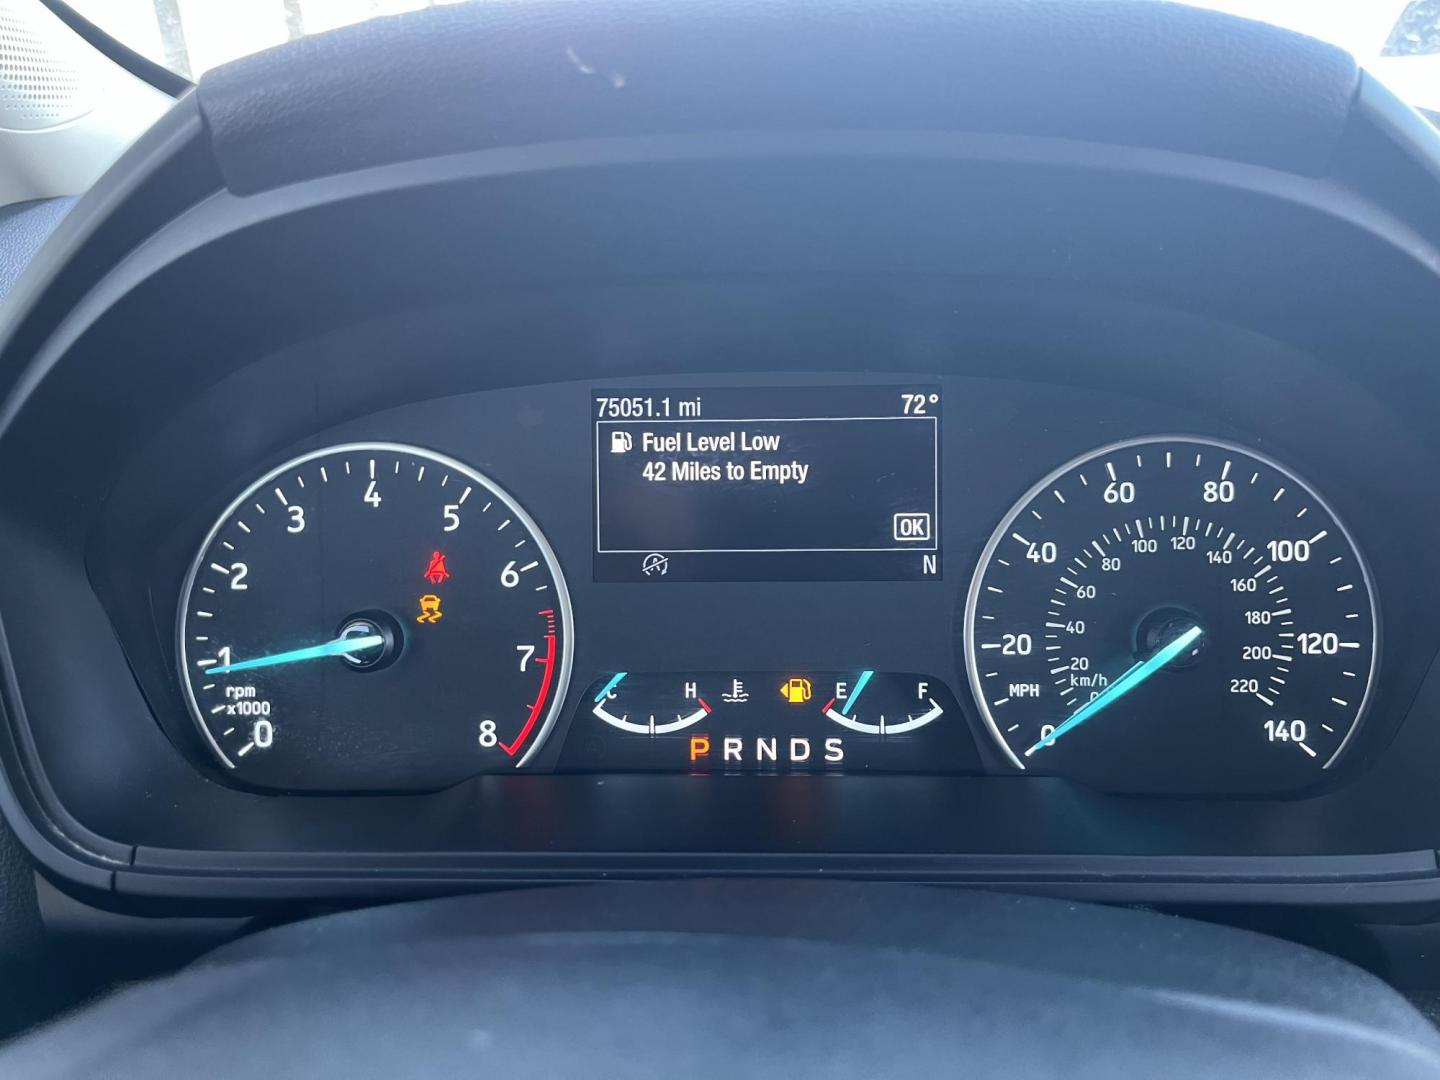 75051.1 mi 72°
Fuel Level Low
42 Miles to Empty
OK
N
0 1 2 3 4 5 6 7 8
rpm
x1000
0 20 40 60 80 100 120 140
MPH
0 20 40 60 80 100 120 140 160 180 200 220
km/h
C H E F
P R N D S